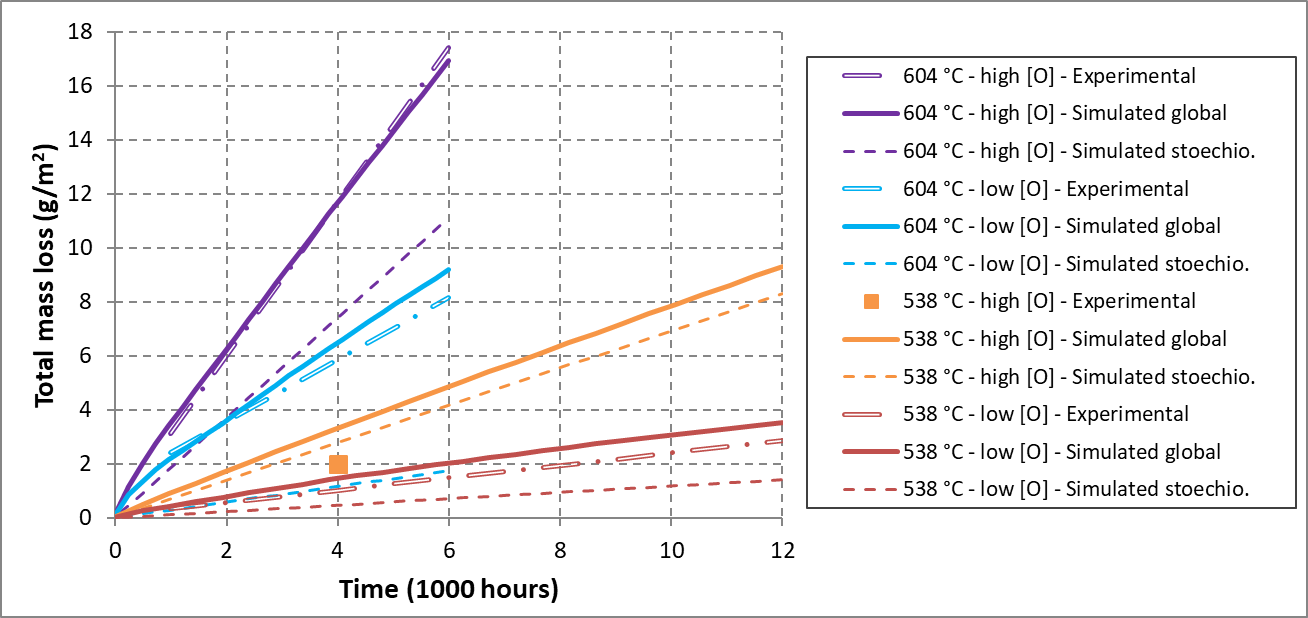 18
16
14
12
10
8
6
4
2
0
Total mass loss (g/m²)
0 2 4 6 8 10 12
Time (1000 hours)
604 °C - high [O] - Experimental
604 °C - high [O] - Simulated global
604 °C - high [O] - Simulated stoechio.
604 °C - low [O] - Experimental
604 °C - low [O] - Simulated global
604 °C - low [O] - Simulated stoechio.
538 °C - high [O] - Experimental
538 °C - high [O] - Simulated global
538 °C - high [O] - Simulated stoechio.
538 °C - low [O] - Experimental
538 °C - low [O] - Simulated global
538 °C - low [O] - Simulated stoechio.